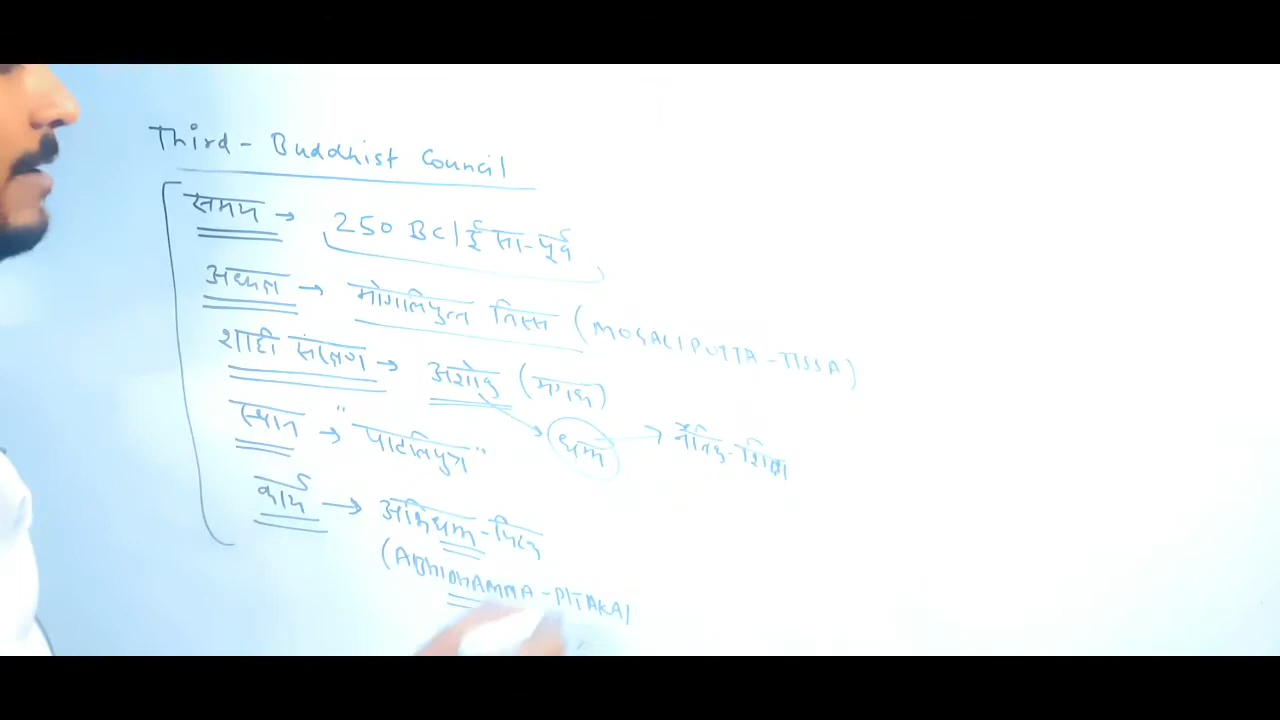 Third - Buddhist Council
समय → 250 BC / ईसा-पूर्व
अध्यक्ष → मोगलिपुत्त तिस्स (MOGALIPUTTA - TISSA)
शाही संरक्षण → अशोक (मगध)
स्थान → "पाटलिपुत्र"
धम्म → नैतिक-शिक्षा
कार्य → अभिधम्म-पिटक
(ABHIDHAMMA - PITAKA)